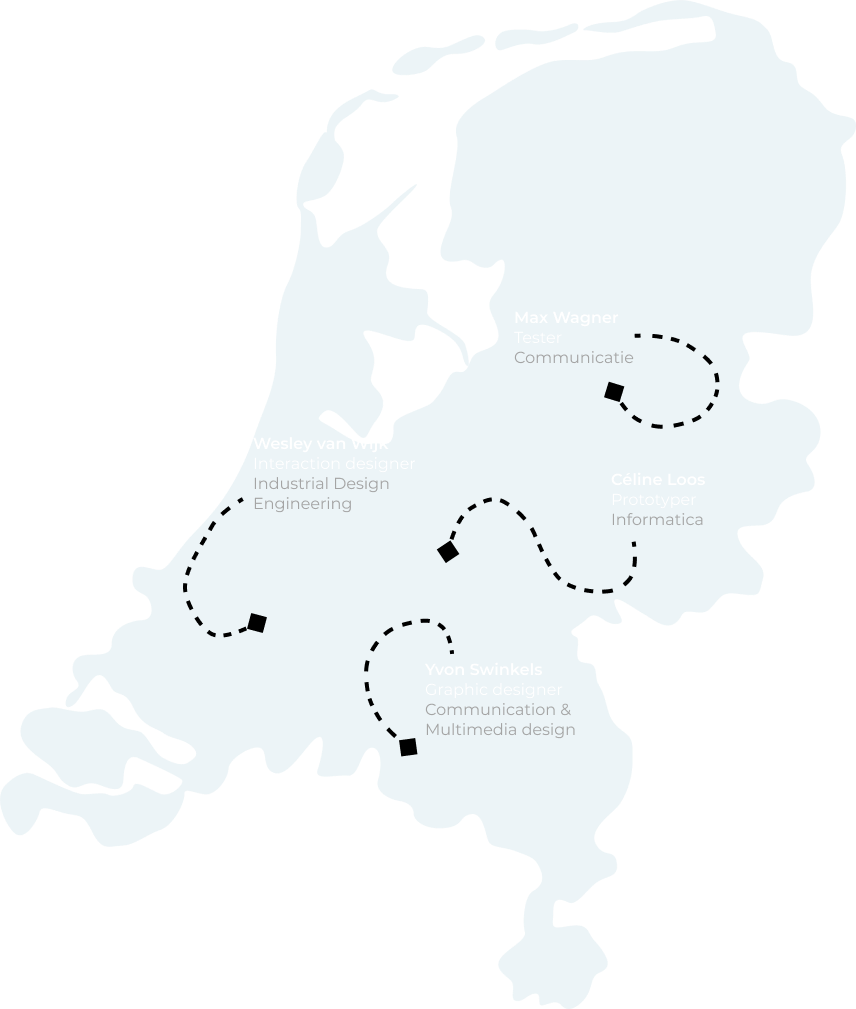 Max Wagner
Tester
Communicatie
Wesley van Wijk
Interaction designer
Industrial Design
Engineering
Céline Loos
Prototyper
Informatica
Yvon Swinkels
Graphic designer
Communication &
Multimedia design